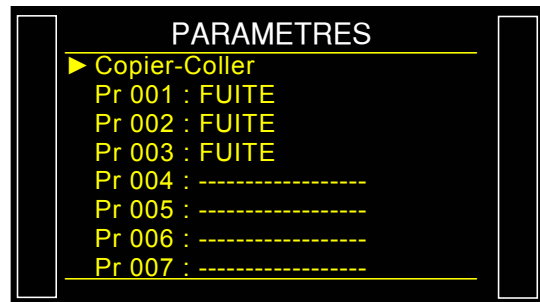 PARAMETRES
► Copier-Coller
Pr 001 : FUITE
Pr 002 : FUITE
Pr 003 : FUITE
Pr 004 : ------------------
Pr 005 : ------------------
Pr 006 : ------------------
Pr 007 : ------------------